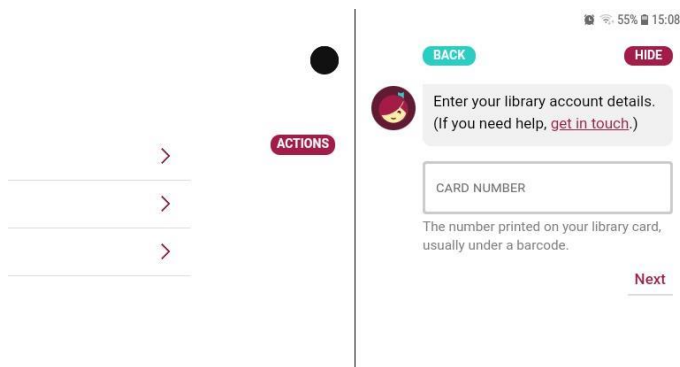 ACTIONS
55% 15:08
BACK HIDE
Enter your library account details.
(If you need help, get in touch.)
CARD NUMBER
The number printed on your library card,
usually under a barcode.
Next